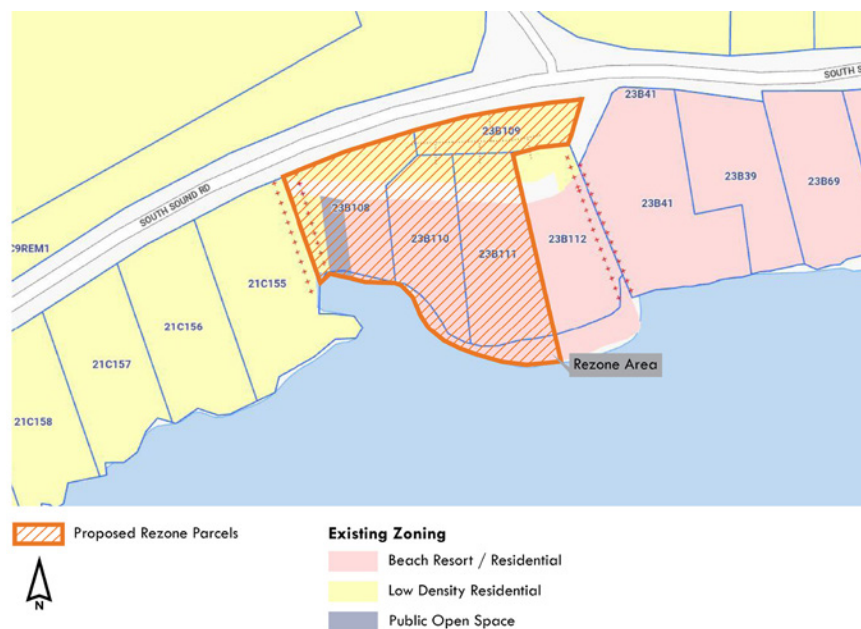 SOUTH S
23B41
23B109
SOUTH SOUND RD
23B108
23B41
23B39
23B69
C9REM1
23B110
23B111
23B112
21C155
21C156
21C157
21C158
Rezone Area
Proposed Rezone Parcels
Existing Zoning
Beach Resort / Residential
Low Density Residential
Public Open Space
N